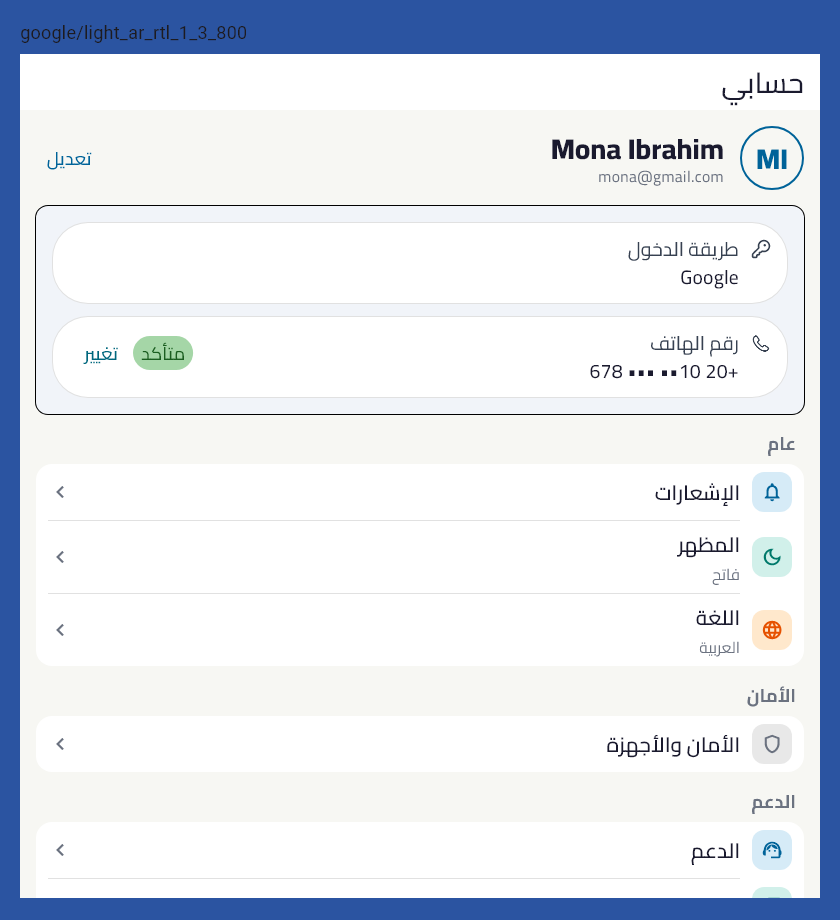 google/light_ar_rtl_1_3_800
حسابي
MI
Mona Ibrahim
mona@gmail.com
تعديل
طريقة الدخول
Google
رقم الهاتف
+20 10•• ••• 678
متأكد
تغيير
عام
الإشعارات
المظهر
فاتح
اللغة
العربية
الأمان
الأمان والأجهزة
الدعم
الدعم